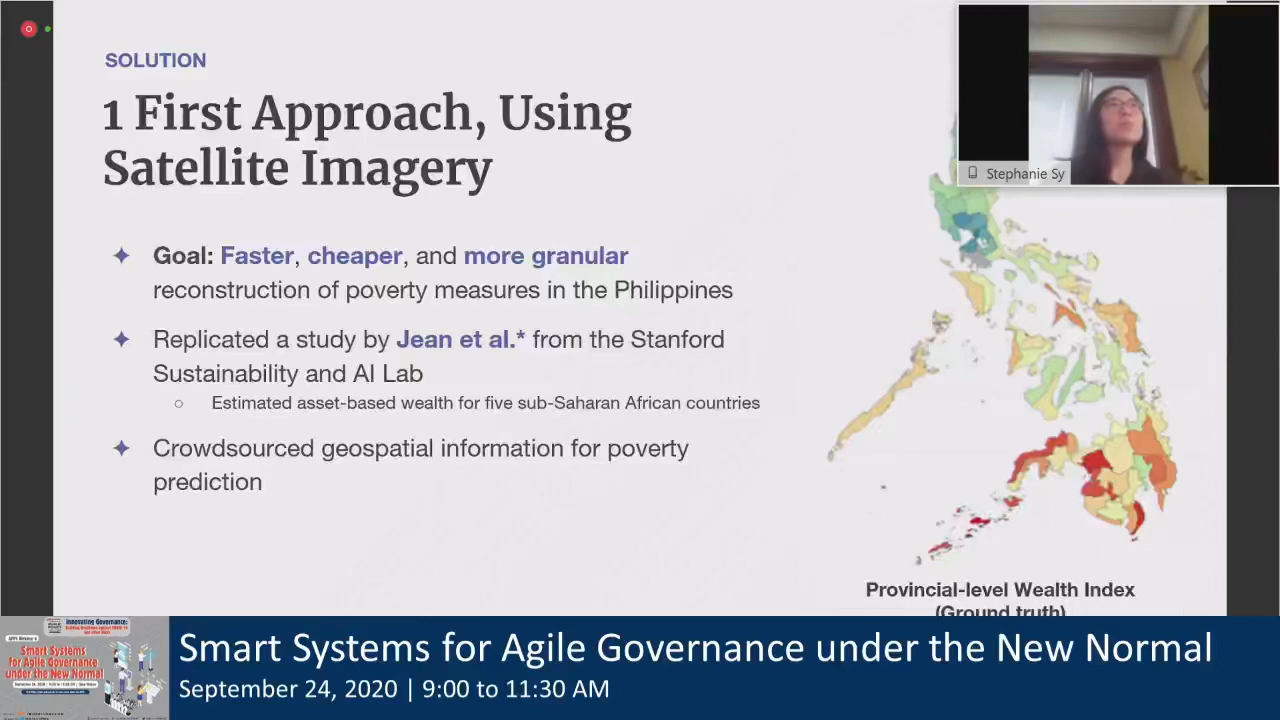 SOLUTION
1 First Approach, Using
Satellite Imagery
✦ Goal: Faster, cheaper, and more granular
reconstruction of poverty measures in the Philippines
✦ Replicated a study by Jean et al.* from the Stanford
Sustainability and AI Lab
○ Estimated asset-based wealth for five sub-Saharan African countries
✦ Crowdsourced geospatial information for poverty
prediction
Stephanie Sy
Provincial-level Wealth Index
(Ground truth)
Innovating Governance:
Smart Systems
for Agile Governance
under the New Normal
Smart Systems for Agile Governance under the New Normal
September 24, 2020 | 9:00 to 11:30 AM